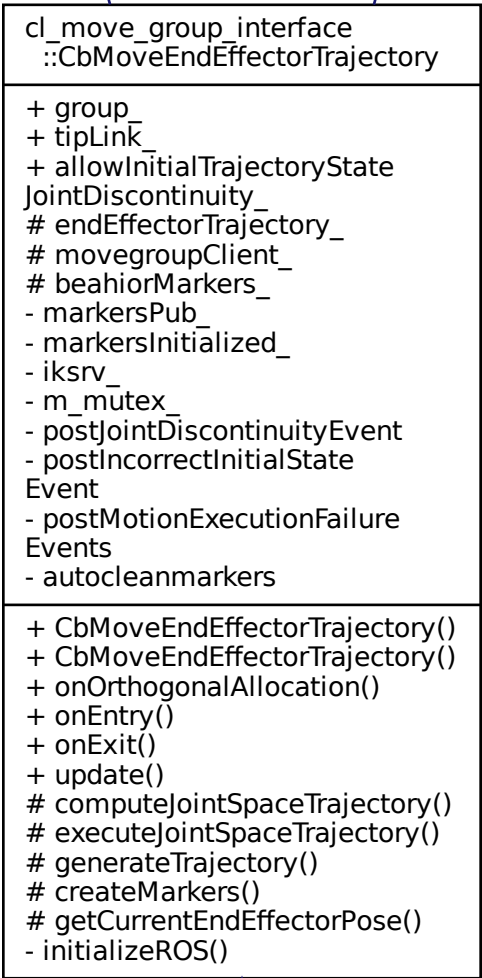 cl_move_group_interface
::CbMoveEndEffectorTrajectory
+ group_
+ tipLink_
+ allowInitialTrajectoryState
JointDiscontinuity_
# endEffectorTrajectory_
# movegroupClient_
# beahiorMarkers_
- markersPub_
- markersInitialized_
- iksrv_
- m_mutex_
- postJointDiscontinuityEvent
- postIncorrectInitialState
Event
- postMotionExecutionFailure
Events
- autocleanmarkers
+ CbMoveEndEffectorTrajectory()
+ CbMoveEndEffectorTrajectory()
+ onOrthogonalAllocation()
+ onEntry()
+ onExit()
+ update()
# computeJointSpaceTrajectory()
# executeJointSpaceTrajectory()
# generateTrajectory()
# createMarkers()
# getCurrentEndEffectorPose()
- initializeROS()